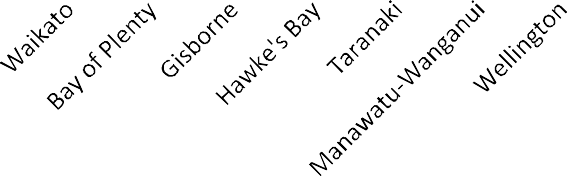 Waikato
Bay of Plenty
Gisborne
Hawke's Bay
Taranaki
Manawatu-Wanganui
Wellington